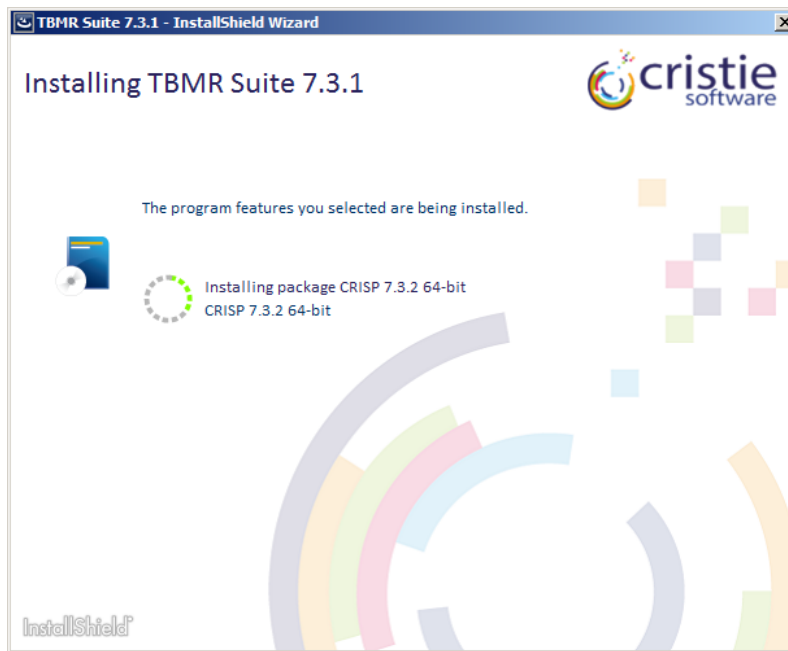 TBMR Suite 7.3.1 - InstallShield Wizard
Installing TBMR Suite 7.3.1
cristie
software
The program features you selected are being installed.
Installing package CRISP 7.3.2 64-bit
CRISP 7.3.2 64-bit
InstallShield